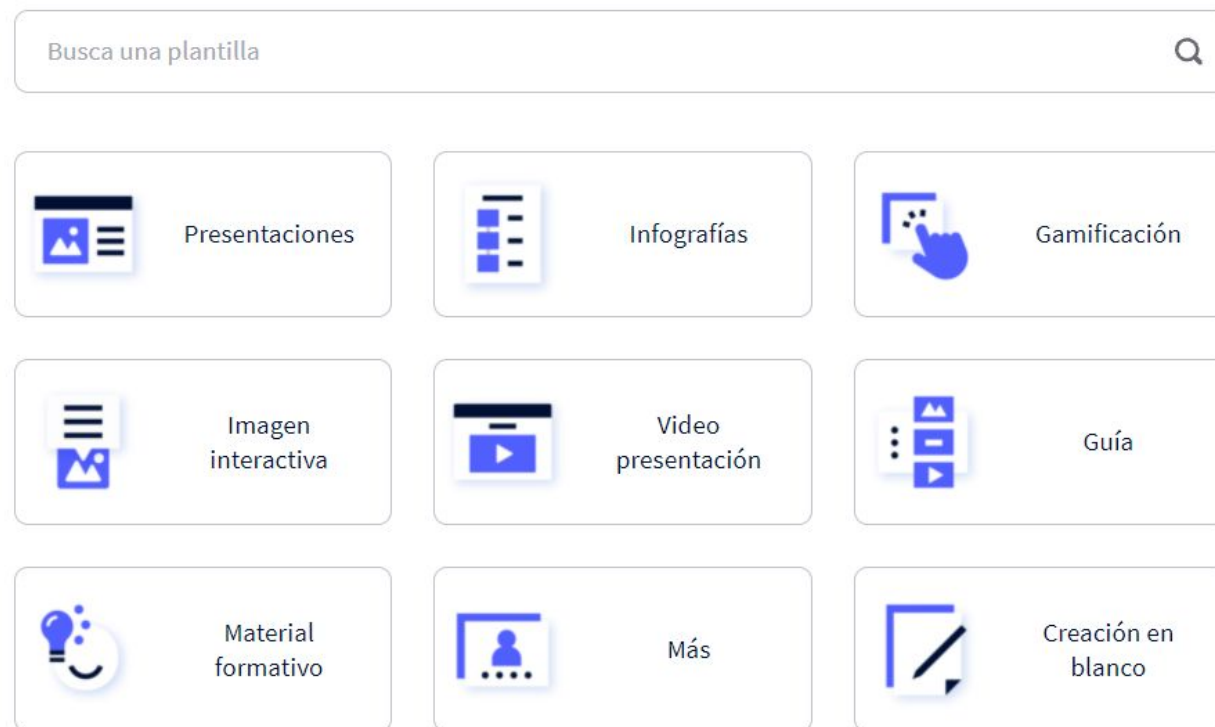 Busca una plantilla
Presentaciones
Infografías
Gamificación
Imagen
interactiva
Video
presentación
Guía
Material
formativo
Más
Creación en
blanco